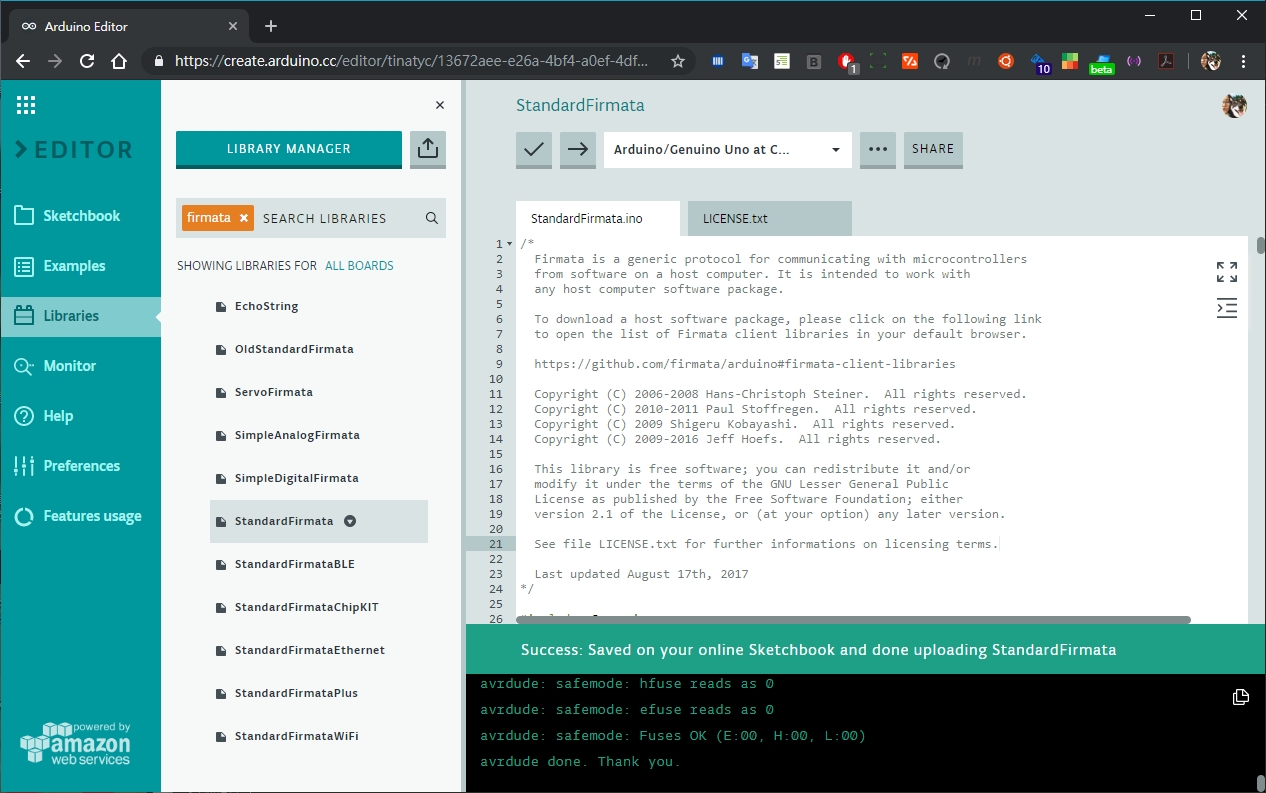 Arduino Editor
https://create.arduino.cc/editor/tinatyc/13672aee-e26a-4bf4-a0ef-4df...
1
10
beta
EDITOR
Sketchbook
Examples
Libraries
Monitor
Help
Preferences
Features usage
powered by
amazon
web services
LIBRARY MANAGER
firmata × SEARCH LIBRARIES
SHOWING LIBRARIES FOR ALL BOARDS
EchoString
OldStandardFirmata
ServoFirmata
SimpleAnalogFirmata
SimpleDigitalFirmata
StandardFirmata
StandardFirmataBLE
StandardFirmataChipKIT
StandardFirmataEthernet
StandardFirmataPlus
StandardFirmataWiFi
StandardFirmata
Arduino/Genuino Uno at C...
SHARE
StandardFirmata.ino
LICENSE.txt
1 /*
2 Firmata is a generic protocol for communicating with microcontrollers
3 from software on a host computer. It is intended to work with
4 any host computer software package.
5
6 To download a host software package, please click on the following link
7 to open the list of Firmata client libraries in your default browser.
8
9 https://github.com/firmata/arduino#firmata-client-libraries
10
11 Copyright (C) 2006-2008 Hans-Christoph Steiner.  All rights reserved.
12 Copyright (C) 2010-2011 Paul Stoffregen.  All rights reserved.
13 Copyright (C) 2009 Shigeru Kobayashi.  All rights reserved.
14 Copyright (C) 2009-2016 Jeff Hoefs.  All rights reserved.
15
16 This library is free software; you can redistribute it and/or
17 modify it under the terms of the GNU Lesser General Public
18 License as published by the Free Software Foundation; either
19 version 2.1 of the License, or (at your option) any later version.
20
21 See file LICENSE.txt for further informations on licensing terms.
22
23 Last updated August 17th, 2017
24 */
25
26
Success: Saved on your online Sketchbook and done uploading StandardFirmata
avrdude: safemode: hfuse reads as 0
avrdude: safemode: efuse reads as 0
avrdude: safemode: Fuses OK (E:00, H:00, L:00)
avrdude done. Thank you.